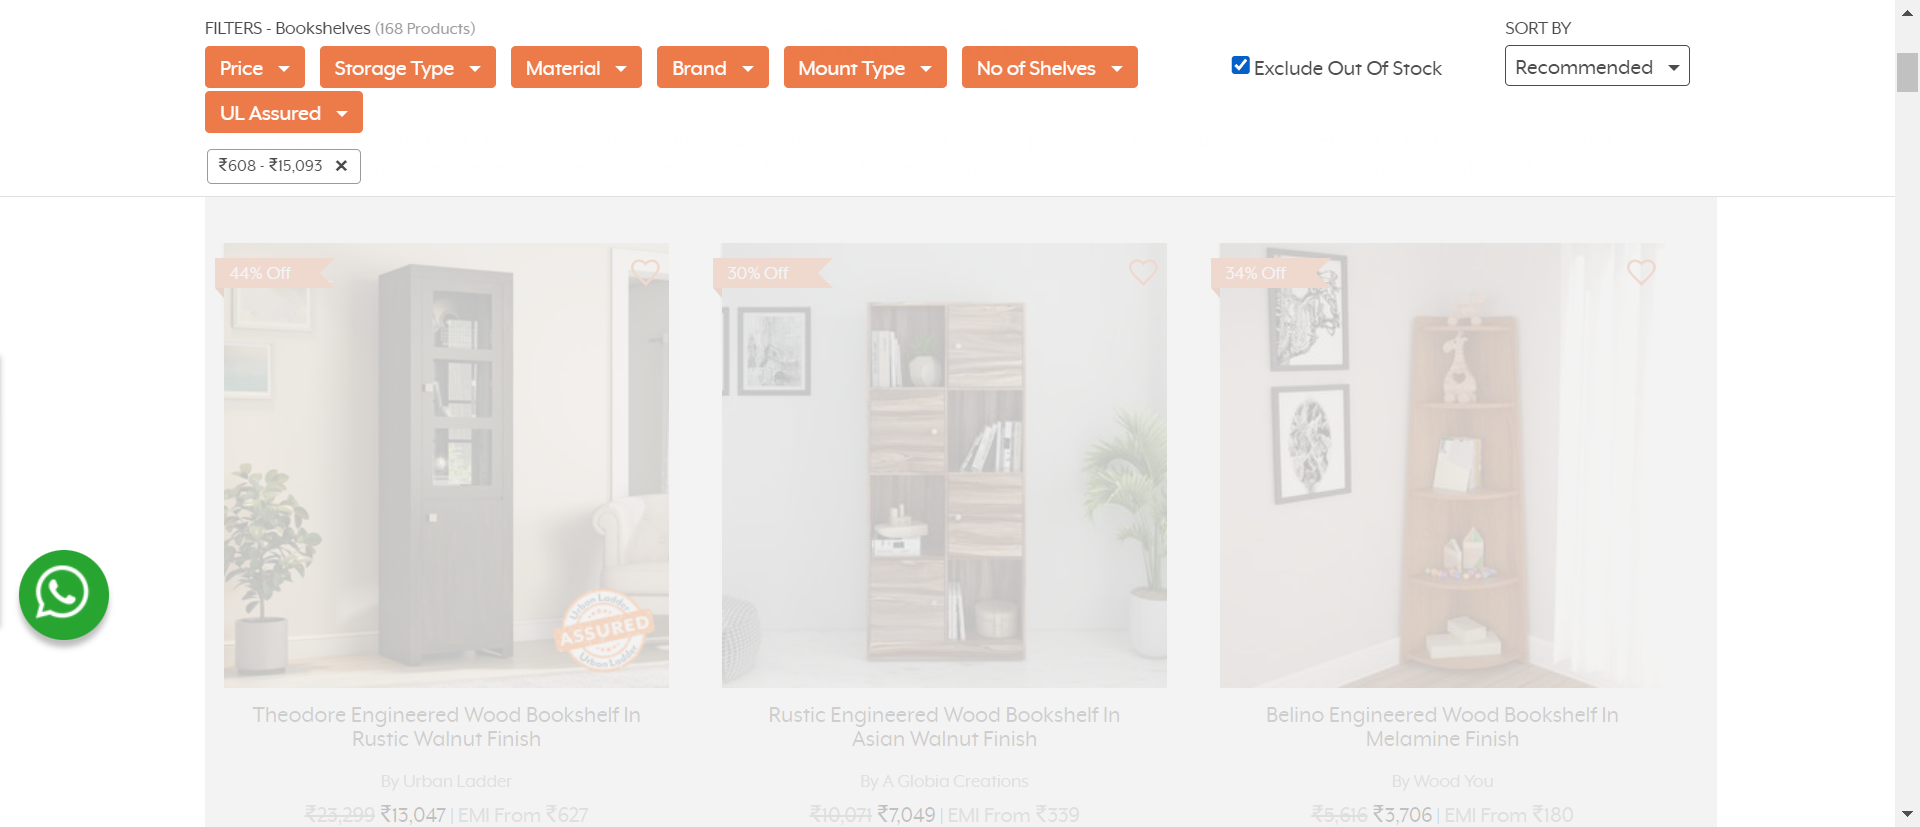 FILTERS - Bookshelves (168 Products)
SORT BY
Price
Storage Type
Material
Brand
Mount Type
No of Shelves
Exclude Out Of Stock
Recommended
UL Assured
₹608 - ₹15,093 ✕
44% Off
30% Off
34% Off
Urban Ladder
ASSURED
Urban Ladder
Theodore Engineered Wood Bookshelf In
Rustic Walnut Finish
By Urban Ladder
₹23,299 ₹13,047 | EMI From ₹627
Rustic Engineered Wood Bookshelf In
Asian Walnut Finish
By A Globia Creations
₹10,071 ₹7,049 | EMI From ₹339
Belino Engineered Wood Bookshelf In
Melamine Finish
By Wood You
₹5,616 ₹3,706 | EMI From ₹180